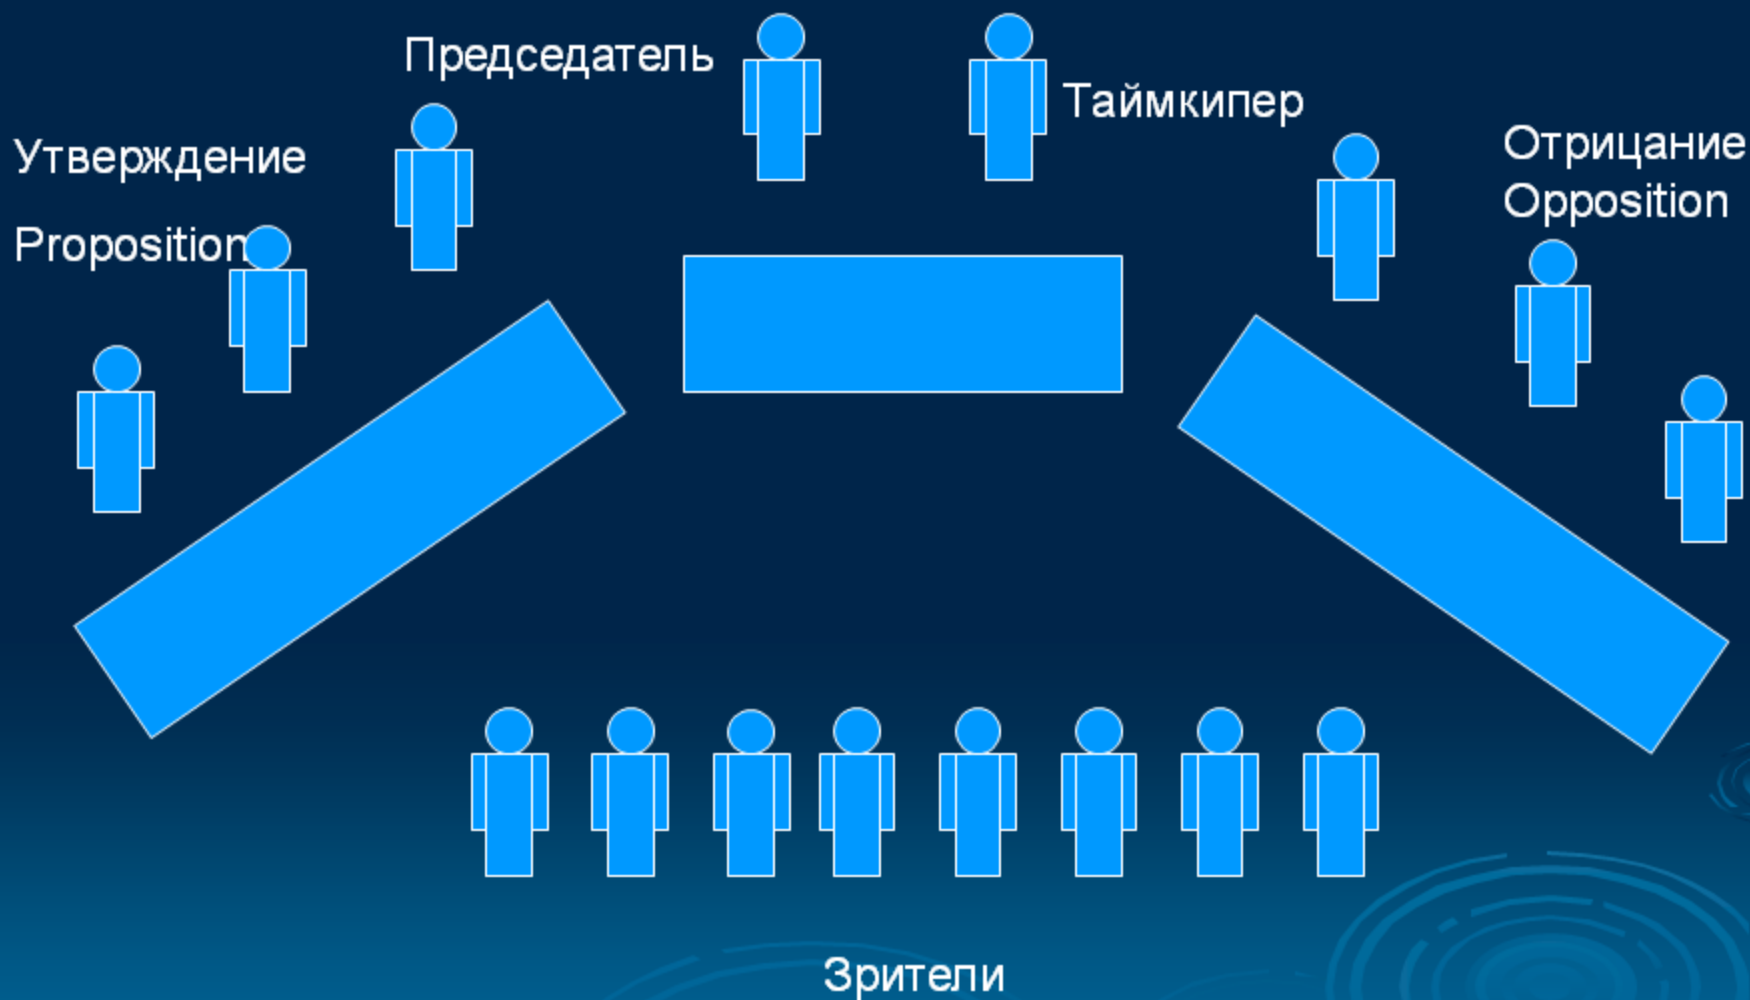 Председатель
Таймкипер
Утверждение
Proposition
Отрицание
Opposition
Зрители